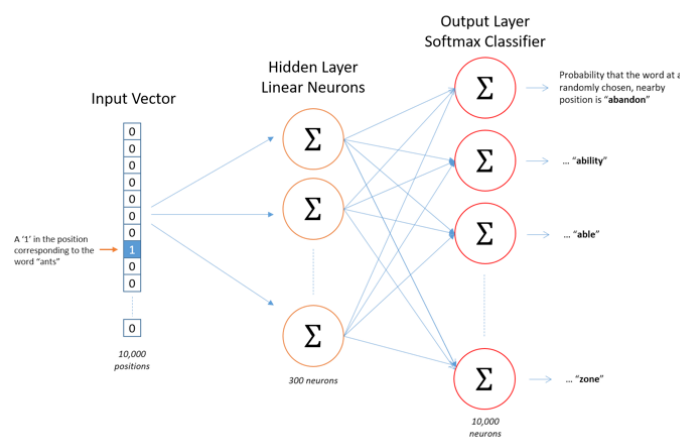 Output Layer
Softmax Classifier
Hidden Layer
Linear Neurons
Input Vector
Probability that the word at a
randomly chosen, nearby
position is "abandon"
... "ability"
... "able"
... "zone"
0
0
0
0
0
0
0
1
0
0
0
A '1' in the position
corresponding to the
word "ants"
10,000
positions
Σ
Σ
Σ
300 neurons
Σ
Σ
Σ
Σ
10,000
neurons